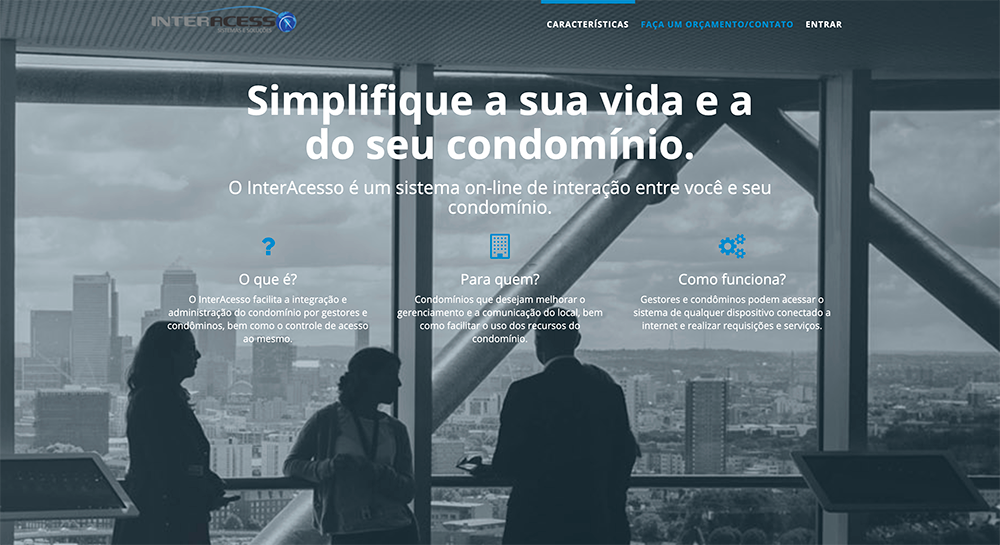 INTERACESSO
SISTEMAS E SOLUÇÕES
CARACTERÍSTICAS
FAÇA UM ORÇAMENTO/CONTATO
ENTRAR
Simplifique a sua vida e a
do seu condomínio.
O InterAcesso é um sistema on-line de interação entre você e seu
condomínio.
?
O que é?
O InterAcesso facilita a integração e
administração do condomínio por gestores e
condôminos, bem como o controle de acesso
ao mesmo.
Para quem?
Condomínios que desejam melhorar o
gerenciamento e a comunicação do local, bem
como facilitar o uso dos recursos do
condomínio.
Como funciona?
Gestores e condôminos podem acessar o
sistema de qualquer dispositivo conectado a
internet e realizar requisições e serviços.